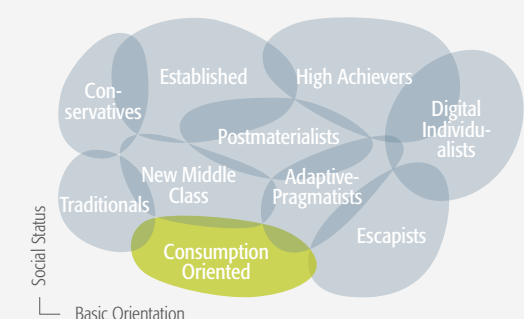 Established
High Achievers
Con-
servatives
Digital
Individu-
alists
Postmaterialists
New Middle
Class
Adaptive-
Pragmatists
Traditionals
Escapists
Consumption
Oriented
Social Status
Basic Orientation